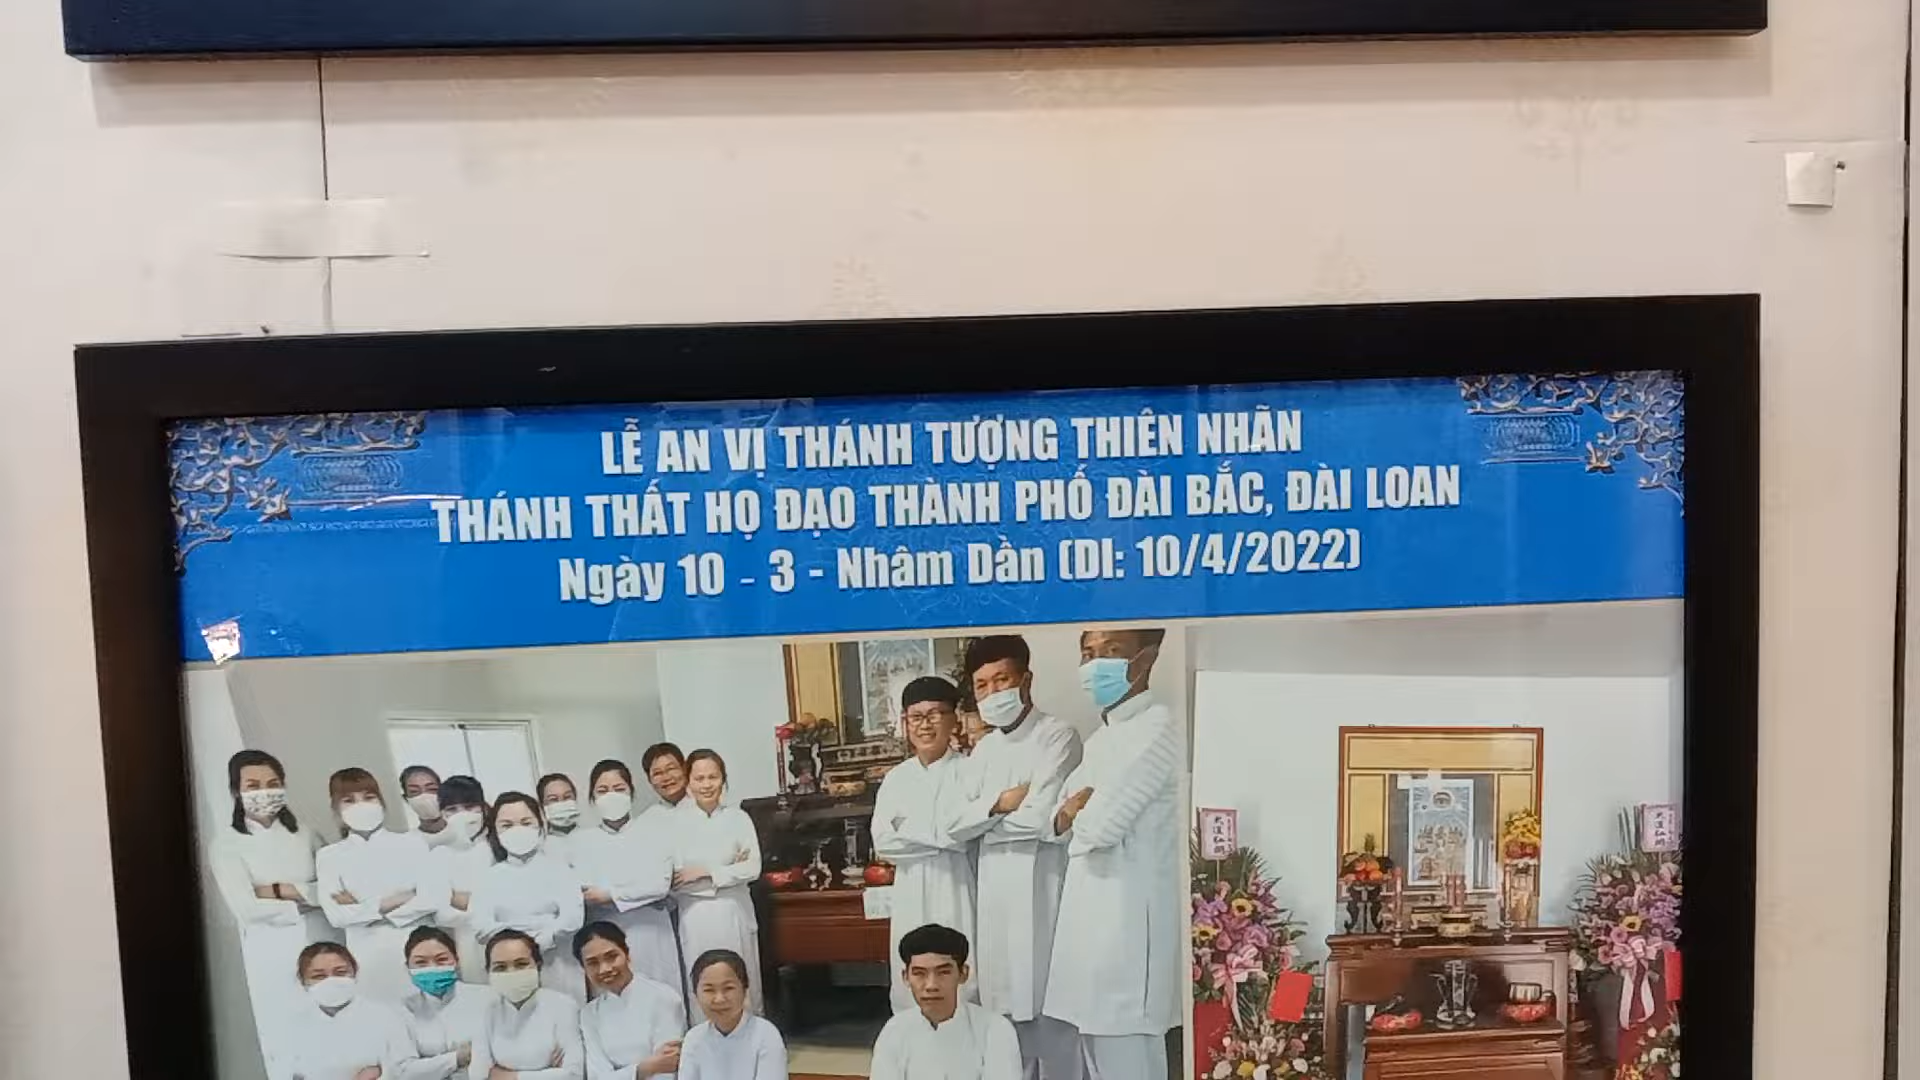 LỄ AN VỊ THÁNH TƯỢNG THIÊN NHÃN
THÁNH THẤT HỌ ĐẠO THÀNH PHỐ ĐÀI BẮC, ĐÀI LOAN
Ngày 10 - 3 - Nhâm Dần (Dl: 10/4/2022)